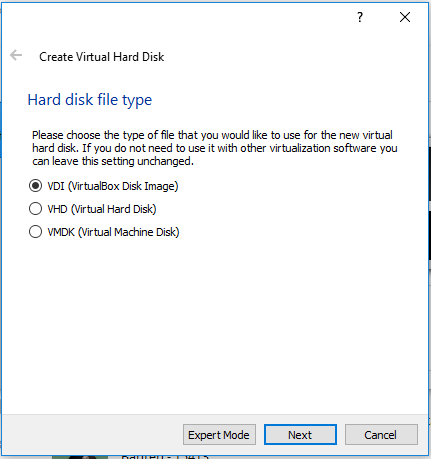 ?
Create Virtual Hard Disk
Hard disk file type
Please choose the type of file that you would like to use for the new virtual
hard disk. If you do not need to use it with other virtualization software you
can leave this setting unchanged.
VDI (VirtualBox Disk Image)
VHD (Virtual Hard Disk)
VMDK (Virtual Machine Disk)
Expert Mode Next Cancel